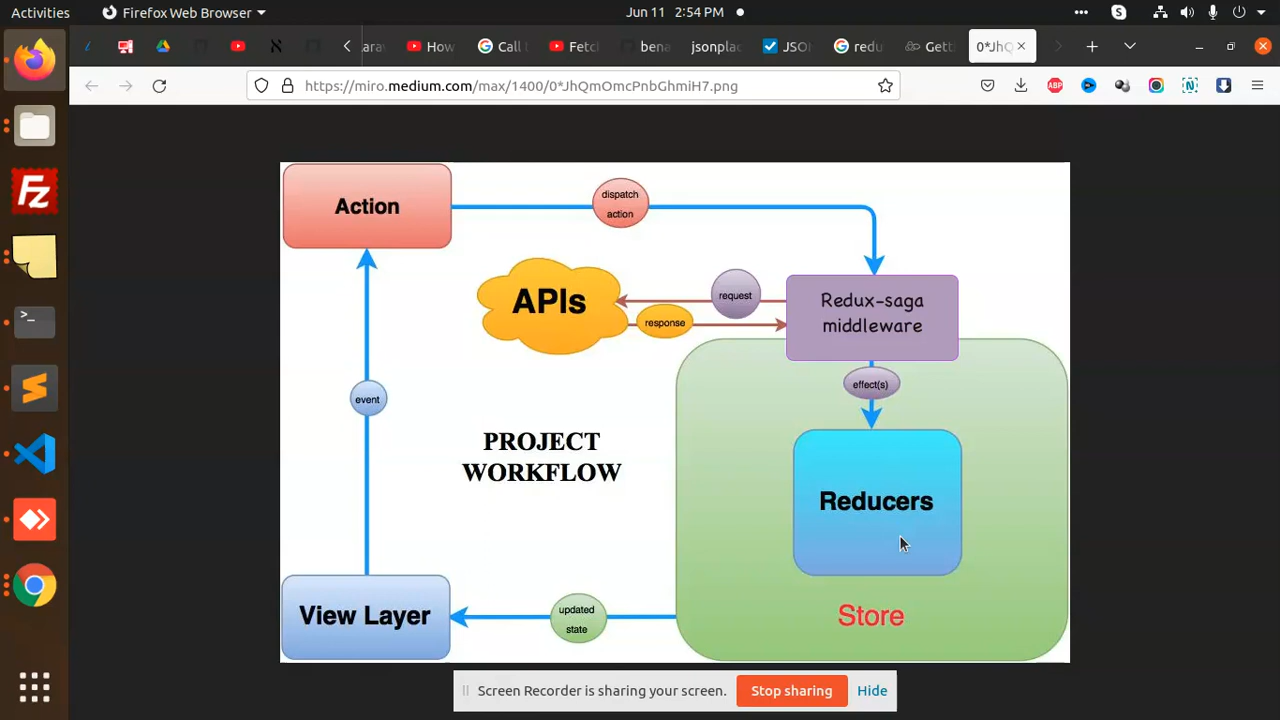 Activities
Firefox Web Browser
Jun 11 2:54 PM
How
Call
Fetc
bena
jsonplac
JSO
redu
Gett
0*JhQ
https://miro.medium.com/max/1400/0*JhQmOmcPnbGhmiH7.png
ABP
Action
dispatch
action
APIs
request
response
Redux-saga
middleware
effect(s)
event
PROJECT
WORKFLOW
Reducers
View Layer
updated
state
Store
Screen Recorder is sharing your screen.
Stop sharing
Hide